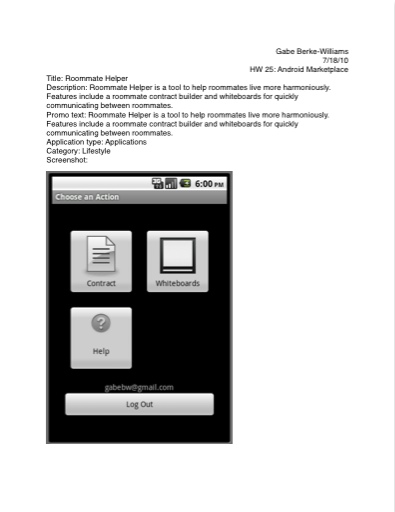 Gabe Berke-Williams
7/18/10
HW 25: Android Marketplace
Title: Roommate Helper
Description: Roommate Helper is a tool to help roommates live more harmoniously.
Features include a roommate contract builder and whiteboards for quickly
communicating between roommates.
Promo text: Roommate Helper is a tool to help roommates live more harmoniously.
Features include a roommate contract builder and whiteboards for quickly
communicating between roommates.
Application type: Applications
Category: Lifestyle
Screenshot:
6:00 PM
Choose an Action
Contract Whiteboards
?
Help
gabebw@gmail.com
Log Out